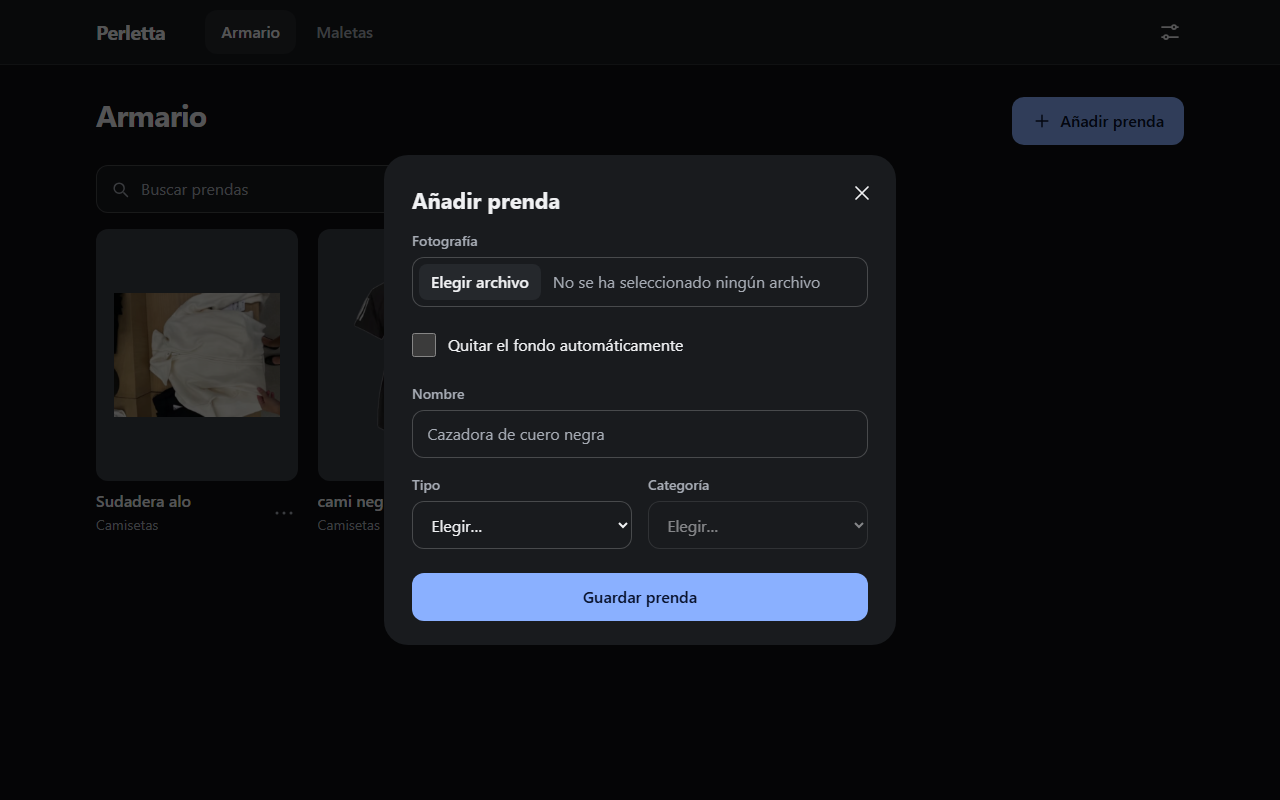 Perletta
Armario
Maletas
Armario
+ Añadir prenda
Buscar prendas
Añadir prenda
Fotografía
Elegir archivo No se ha seleccionado ningún archivo
Quitar el fondo automáticamente
Nombre
Cazadora de cuero negra
Tipo
Categoría
Elegir...
Elegir...
Guardar prenda
Sudadera alo
Camisetas
cami neg
Camisetas